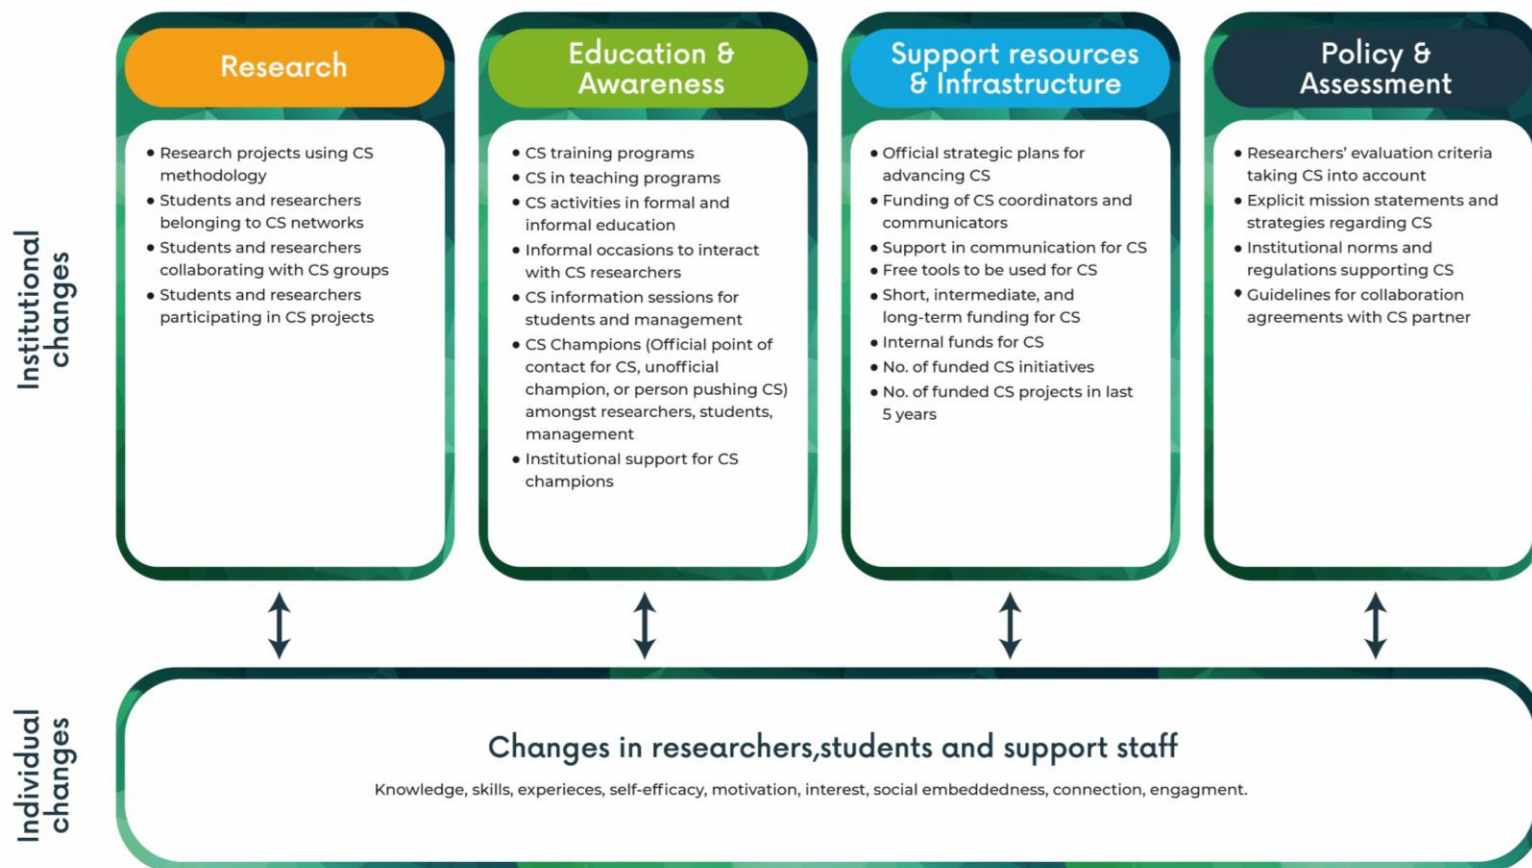 Institutional
changes
Research
• Research projects using CS
methodology
• Students and researchers
belonging to CS networks
• Students and researchers
collaborating with CS groups
• Students and researchers
participating in CS projects
Education &
Awareness
• CS training programs
• CS in teaching programs
• CS activities in formal and
informal education
• Informal occasions to interact
with CS researchers
• CS information sessions for
students and management
• CS Champions (Official point of
contact for CS, unofficial
champion, or person pushing CS)
amongst researchers, students,
management
• Institutional support for CS
champions
Support resources
& Infrastructure
• Official strategic plans for
advancing CS
• Funding of CS coordinators and
communicators
• Support in communication for CS
• Free tools to be used for CS
• Short, intermediate, and
long-term funding for CS
• Internal funds for CS
• No. of funded CS initiatives
• No. of funded CS projects in last
5 years
Policy &
Assessment
• Researchers’ evaluation criteria
taking CS into account
• Explicit mission statements and
strategies regarding CS
• Institutional norms and
regulations supporting CS
• Guidelines for collaboration
agreements with CS partner
Individual
changes
Changes in researchers,students and support staff
Knowledge, skills, experieces, self-efficacy, motivation, interest, social embeddedness, connection, engagment.